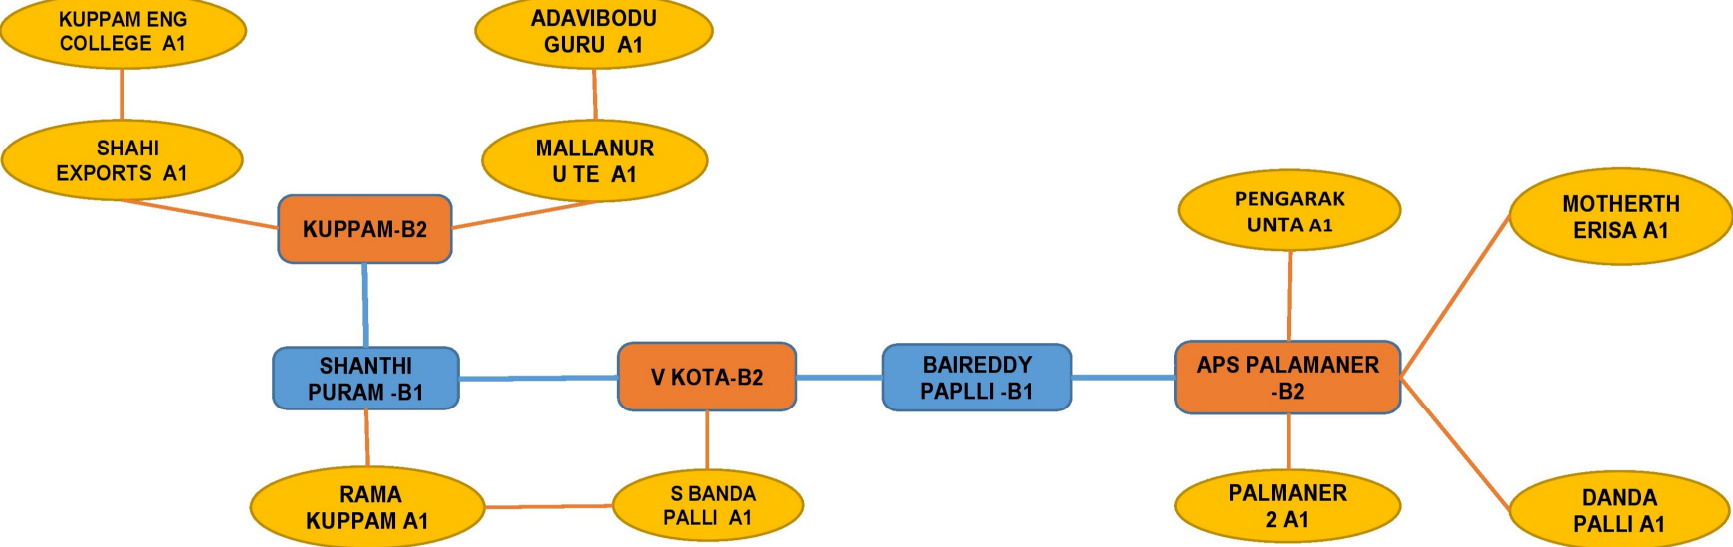 KUPPAM ENG
COLLEGE A1
ADAVIBODU
GURU A1
SHAHI
EXPORTS A1
MALLANUR
U TE A1
KUPPAM-B2
PENGARAK
UNTA A1
MOTHERTH
ERISA A1
SHANTHI
PURAM -B1
V KOTA-B2
BAIREDDY
PAPLLI -B1
APS PALAMANER
-B2
RAMA
KUPPAM A1
S BANDA
PALLI A1
PALMANER
2 A1
DANDA
PALLI A1